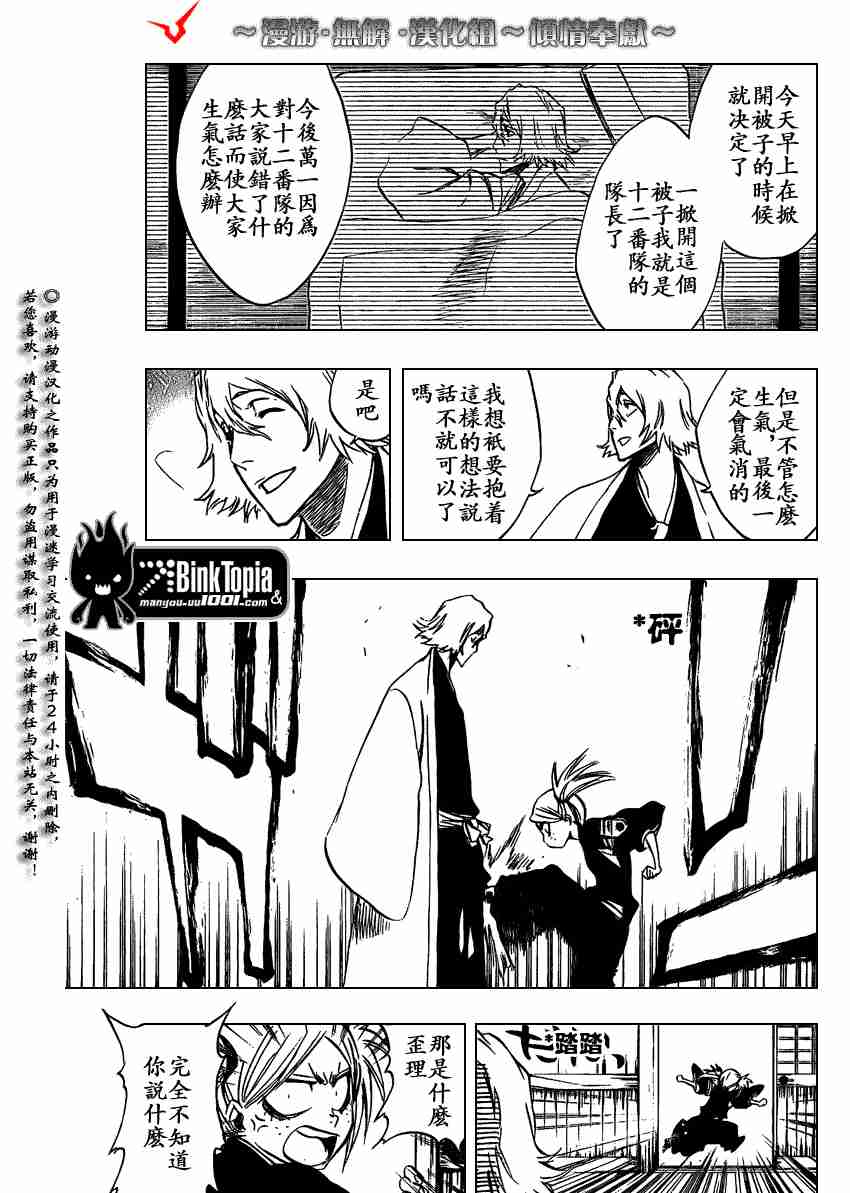 ～漫游·無解·漢化組～傾情奉獻～
今天早上在掀
開被子的時候
就決定了
一掀開這個
被子我就是
十二番隊的
隊長了
今後萬一因爲
對十二番隊的
大家說錯了什
麽話而使大家
生氣怎麽辦
但是不管怎麽
生氣，最後一
定會氣消的
我想衹要抱着
這樣的想法說
話不就可以了
嗎
是吧
BinkTopia
&
manyou-uu1001.com
*砰
*踏踏
那是什麽
歪理
完全不知道
你說什麽
◎漫游动漫汉化之作品只为用于漫迷学习交流使用，请于24小时之内删除，
若您喜欢，请支持购买正版，勿盗用谋取私利，一切法律责任与本站无关，谢谢！